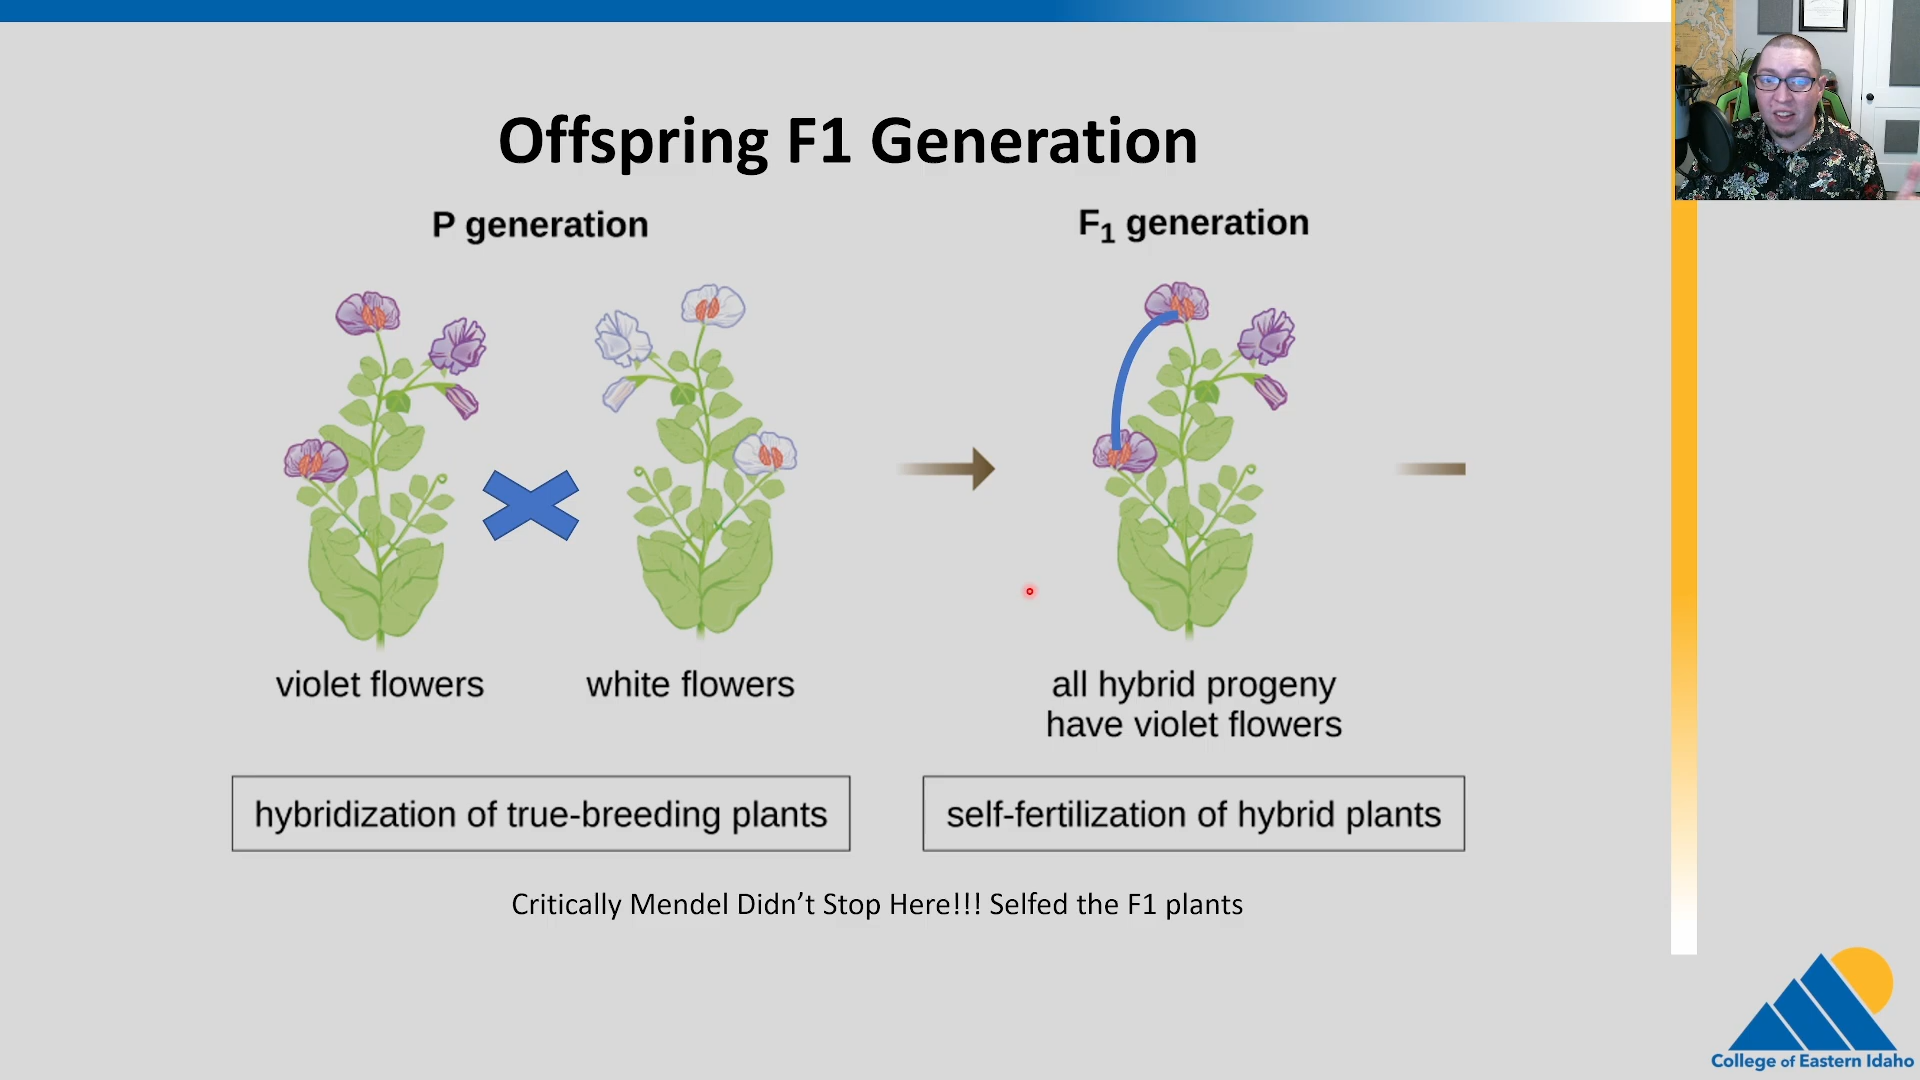 Offspring F1 Generation
P generation
F1 generation
violet flowers
white flowers
all hybrid progeny
have violet flowers
hybridization of true-breeding plants
self-fertilization of hybrid plants
Critically Mendel Didn’t Stop Here!!! Selfed the F1 plants
College of Eastern Idaho